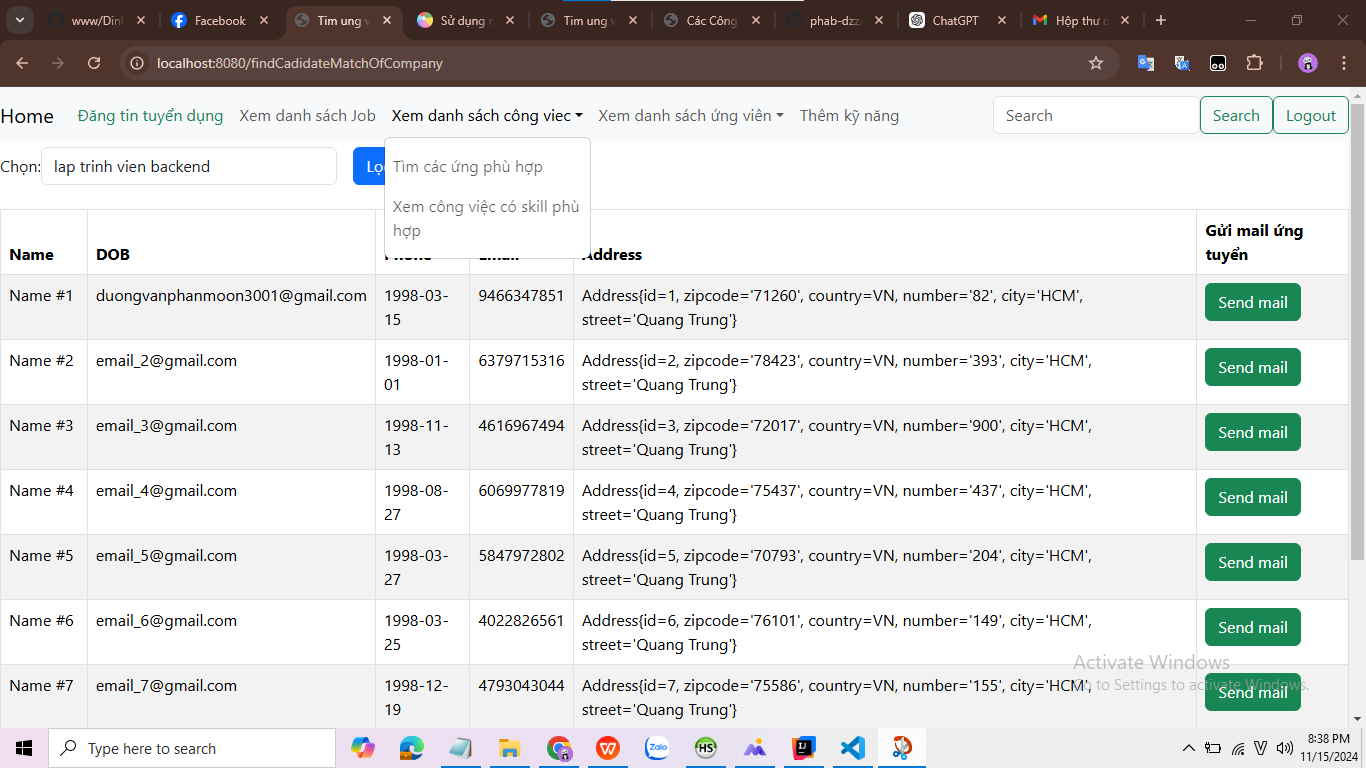 www/Dinh
Facebook
Tim ung v
Sử dụng n
Tim ung v
Các Công
phab-dzz/
ChatGPT
Hộp thư đ
localhost:8080/findCadidateMatchOfCompany
Home Đăng tin tuyển dụng Xem danh sách Job Xem danh sách công viec Xem danh sách ứng viên Thêm kỹ năng Search Search Logout
Chọn: lap trinh vien backend
Tìm các ứng phù hợp
Xem công việc có skill phù
hợp
Name DOB Phone Email Address Gửi mail ứng
tuyển
Name #1 duongvanphanmoon3001@gmail.com 1998-03- 9466347851 Address{id=1, zipcode='71260', country=VN, number='82', city='HCM', Send mail
15 street='Quang Trung'}
Name #2 email_2@gmail.com 1998-01- 6379715316 Address{id=2, zipcode='78423', country=VN, number='393', city='HCM', Send mail
01 street='Quang Trung'}
Name #3 email_3@gmail.com 1998-11- 4616967494 Address{id=3, zipcode='72017', country=VN, number='900', city='HCM', Send mail
13 street='Quang Trung'}
Name #4 email_4@gmail.com 1998-08- 6069977819 Address{id=4, zipcode='75437', country=VN, number='437', city='HCM', Send mail
27 street='Quang Trung'}
Name #5 email_5@gmail.com 1998-03- 5847972802 Address{id=5, zipcode='70793', country=VN, number='204', city='HCM', Send mail
27 street='Quang Trung'}
Name #6 email_6@gmail.com 1998-03- 4022826561 Address{id=6, zipcode='76101', country=VN, number='149', city='HCM', Send mail
25 street='Quang Trung'}
Name #7 email_7@gmail.com 1998-12- 4793043044 Address{id=7, zipcode='75586', country=VN, number='155', city='HCM', Send mail
19 street='Quang Trung'}
Activate Windows
Go to Settings to activate Windows.
Type here to search
Zalo
HS
8:38 PM
11/15/2024